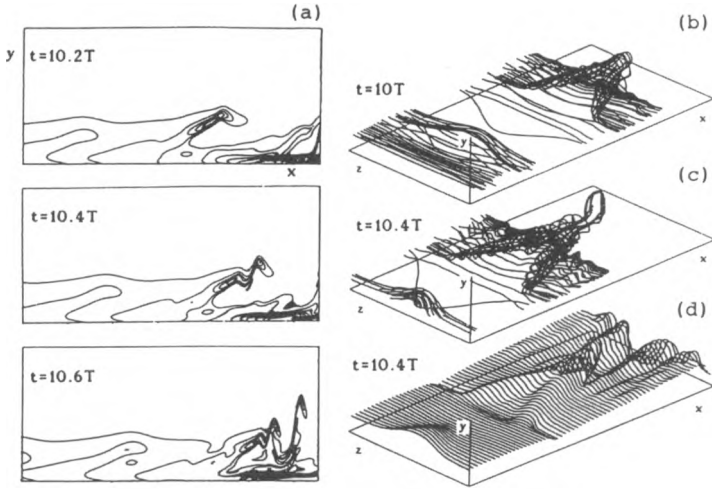 (a)
y
t=10.2T
x
t=10.4T
t=10.6T
(b)
t=10T
y
z
x
(c)
t=10.4T
y
z
x
(d)
t=10.4T
y
z
x